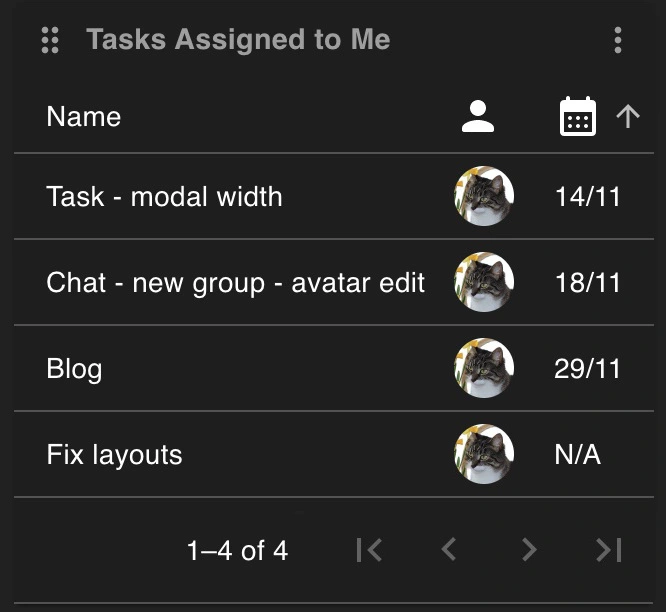 Tasks Assigned to Me
Name
Task - modal width 14/11
Chat - new group - avatar edit 18/11
Blog 29/11
Fix layouts N/A
1–4 of 4